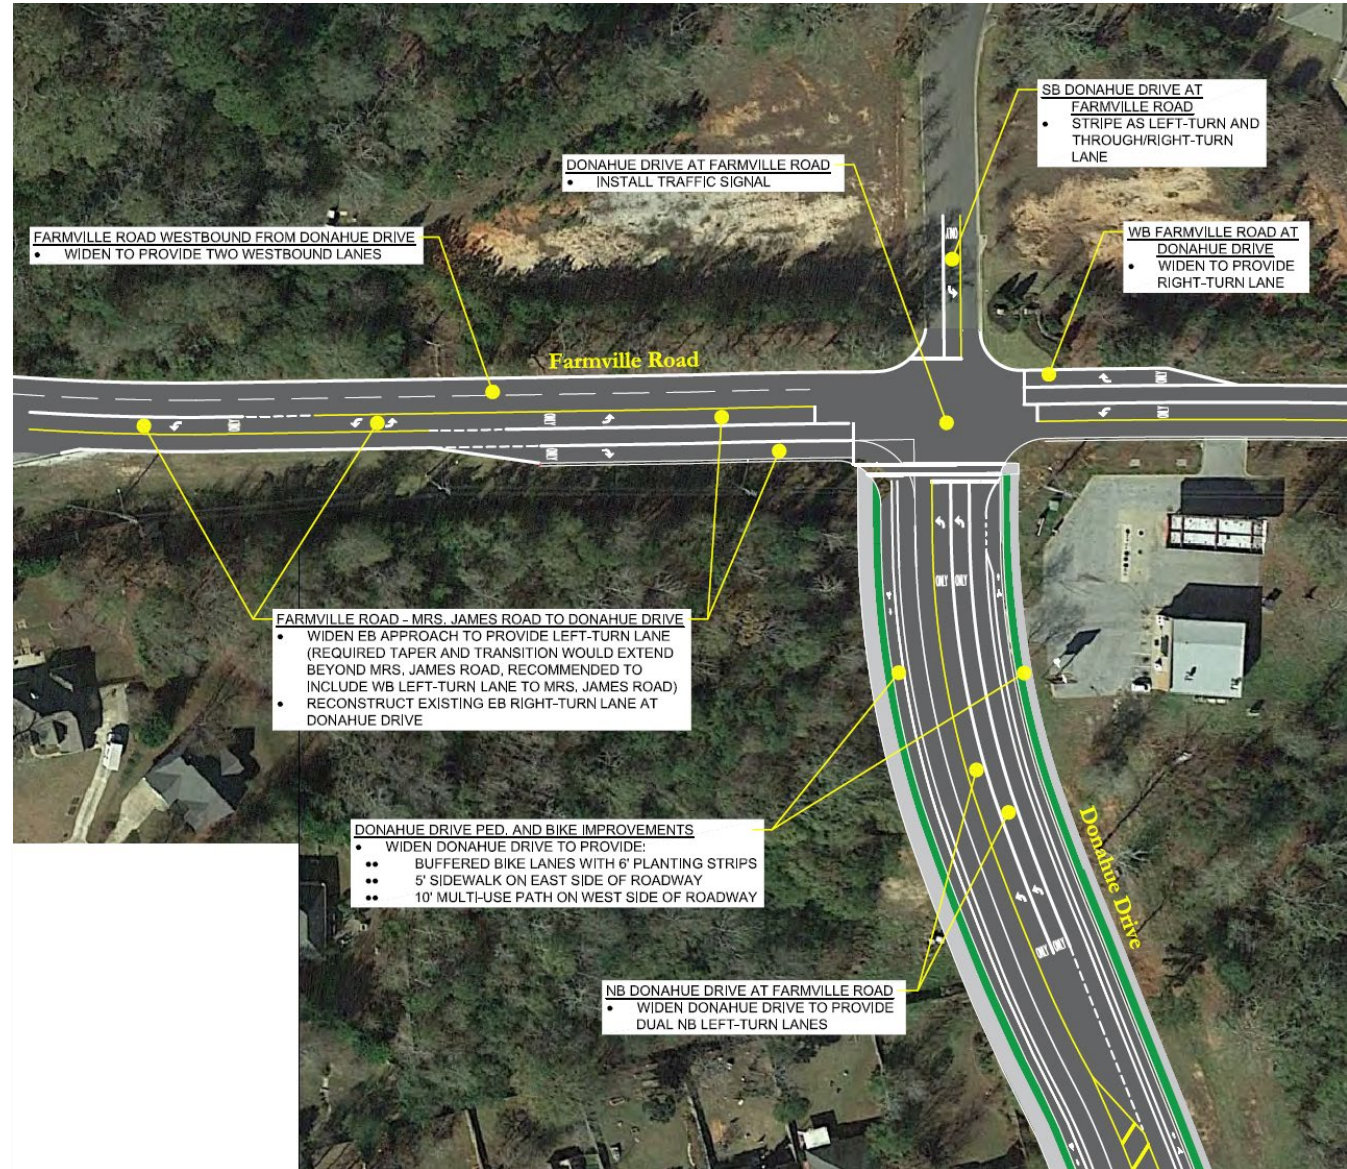 SB DONAHUE DRIVE AT
FARMVILLE ROAD
• STRIPE AS LEFT-TURN AND
THROUGH/RIGHT-TURN
LANE
DONAHUE DRIVE AT FARMVILLE ROAD
• INSTALL TRAFFIC SIGNAL
FARMVILLE ROAD WESTBOUND FROM DONAHUE DRIVE
• WIDEN TO PROVIDE TWO WESTBOUND LANES
WB FARMVILLE ROAD AT
DONAHUE DRIVE
• WIDEN TO PROVIDE
RIGHT-TURN LANE
ONLY
Farmville Road
ONLY
ONLY
ONLY
ONLY
ONLY
ONLY ONLY
FARMVILLE ROAD - MRS. JAMES ROAD TO DONAHUE DRIVE
• WIDEN EB APPROACH TO PROVIDE LEFT-TURN LANE
(REQUIRED TAPER AND TRANSITION WOULD EXTEND
BEYOND MRS. JAMES ROAD, RECOMMENDED TO
INCLUDE WB LEFT-TURN LANE TO MRS. JAMES ROAD)
• RECONSTRUCT EXISTING EB RIGHT-TURN LANE AT
DONAHUE DRIVE
DONAHUE DRIVE PED. AND BIKE IMPROVEMENTS
• WIDEN DONAHUE DRIVE TO PROVIDE:
•• BUFFERED BIKE LANES WITH 6' PLANTING STRIPS
•• 5' SIDEWALK ON EAST SIDE OF ROADWAY
•• 10' MULTI-USE PATH ON WEST SIDE OF ROADWAY
Donahue Drive
ONLY ONLY
NB DONAHUE DRIVE AT FARMVILLE ROAD
• WIDEN DONAHUE DRIVE TO PROVIDE
DUAL NB LEFT-TURN LANES